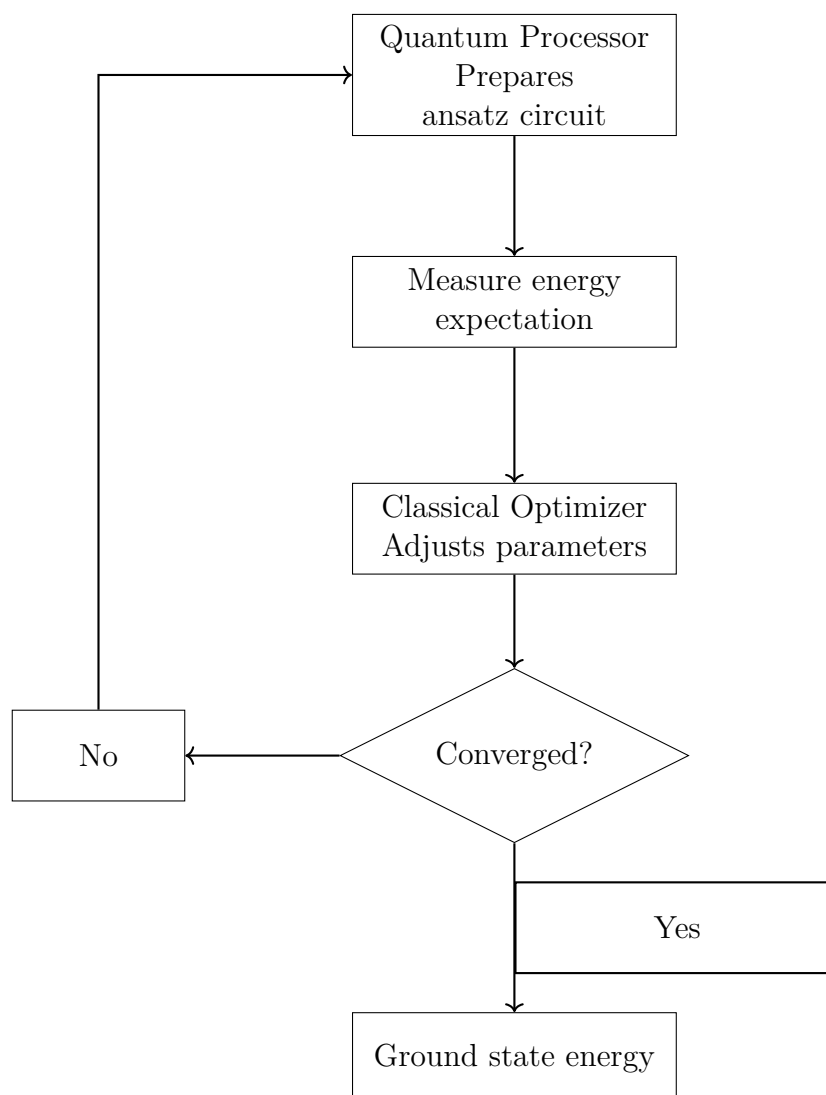 Quantum Processor
Prepares
ansatz circuit
Measure energy
expectation
Classical Optimizer
Adjusts parameters
Converged?
No
Yes
Ground state energy